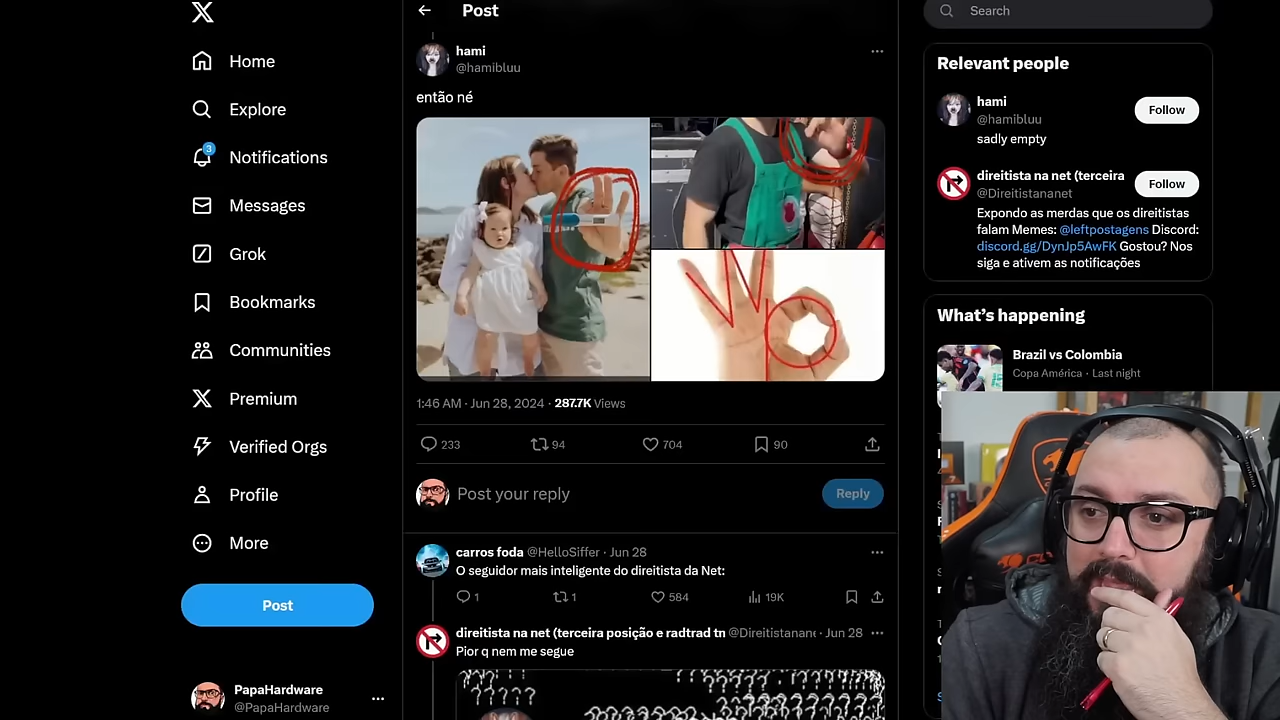 Home
Explore
3
Notifications
Messages
Grok
Bookmarks
Communities
Premium
Verified Orgs
Profile
More
Post
PapaHardware
@PapaHardware
Post
hami
@hamibluu
então né
1:46 AM · Jun 28, 2024 · 287.7K Views
233
94
704
90
Post your reply
Reply
carros foda @HelloSiffer · Jun 28
O seguidor mais inteligente do direitista da Net:
1
1
584
19K
direitista na net (terceira posição e radtrad tn @Direitistanane · Jun 28
Pior q nem me segue
Search
Relevant people
hami
@hamibluu
Follow
sadly empty
direitista na net (terceira
@Direitistananet
Follow
Expondo as merdas que os direitistas
falam Memes: @leftpostagens Discord:
discord.gg/DynJp5AwFK Gostou? Nos
siga e ativem as notificações
What's happening
Brazil vs Colombia
Copa América · Last night